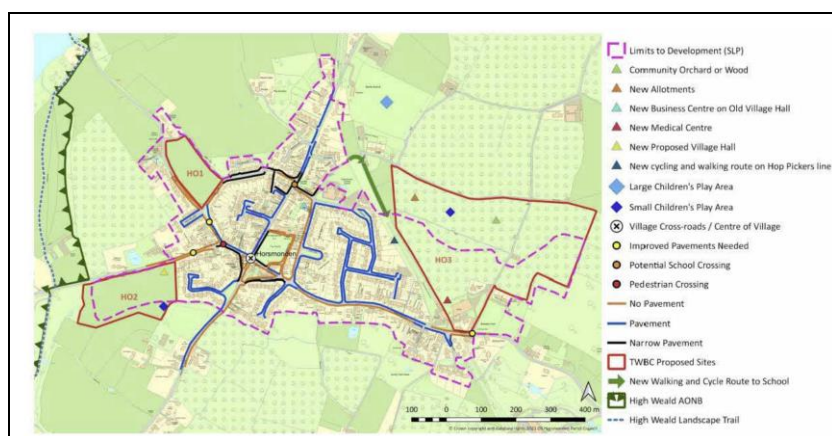 HO1
HO2
HO3
Horsmonden
100 0 100 200 300 400 m
Limits to Development (SLP)
Community Orchard or Wood
New Allotments
New Business Centre on Old Village Hall
New Medical Centre
New Proposed Village Hall
New cycling and walking route on Hop Pickers line
Large Children's Play Area
Small Children's Play Area
Village Cross-roads / Centre of Village
Improved Pavements Needed
Potential School Crossing
Pedestrian Crossing
No Pavement
Pavement
Narrow Pavement
TWBC Proposed Sites
New Walking and Cycle Route to School
High Weald AONB
High Weald Landscape Trail